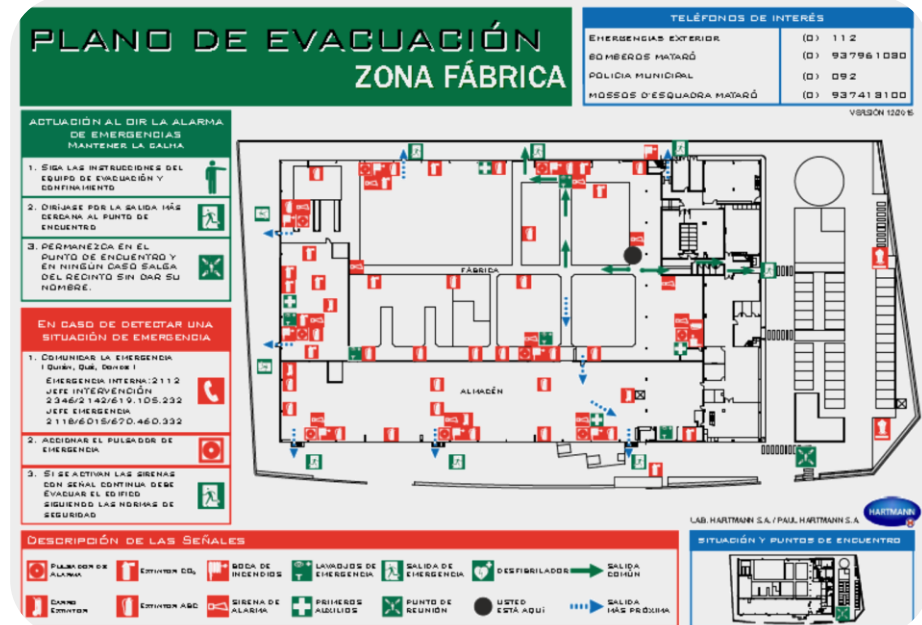 PLANO DE EVACUACIÓN
ZONA FÁBRICA
TELÉFONOS DE INTERÉS
EMERGENCIAS EXTERIOR (0) 112
BOMBEROS MATARÓ (0) 937961080
POLICIA MUNICIPAL (0) 092
MOSSOS D'ESQUADRA MATARÓ (0) 937413100
VERSIÓN 12/2015
ACTUACIÓN AL OIR LA ALARMA
DE EMERGENCIAS
MANTENER LA CALMA
1. SIGA LAS INSTRUCCIONES DEL
EQUIPO DE EVACUACIÓN Y
CONFINAMIENTO
2. DIRÍJASE POR LA SALIDA MÁS
CERCANA AL PUNTO DE
ENCUENTRO
3. PERMANEZCA EN EL
PUNTO DE ENCUENTRO Y
EN NINGÚN CASO SALGA
DEL RECINTO SIN DAR SU
NOMBRE.
EN CASO DE DETECTAR UNA
SITUACIÓN DE EMERGENCIA
1. COMUNICAR LA EMERGENCIA
( QUIÉN, QUÉ, DONDE )
EMERGENCIA INTERNA: 2112
JEFE INTERVENCIÓN
2346/2142/619.105.232
JEFE EMERGENCIA
2118/6015/670.460.332
2. ACCIONAR EL PULSADOR DE
EMERGENCIA
3. SI SE ACTIVAN LAS SIRENAS
CON SEÑAL CONTINUA DEBE
EVACUAR EL EDIFICO
SIGUIENDO LAS NORMAS DE
SEGURIDAD
FÁBRICA
ALMACÉN
LAB. HARTMANN S.A. / PAUL HARTMANN S.A.
HARTMANN
DESCRIPCIÓN DE LAS SEÑALES
PULSADOR DE ALARMA
EXTINTOR CO₂
BOCA DE INCENDIOS
LAVAOJOS DE EMERGENCIA
SALIDA DE EMERGENCIA
DESFIBRILADOR
SALIDA COMÚN
CARRO EXTINTOR
EXTINTOR ABC
SIRENA DE ALARMA
PRIMEROS AUXILIOS
PUNTO DE REUNIÓN
USTED ESTÁ AQUÍ
SALIDA MÁS PRÓXIMA
SITUACIÓN Y PUNTOS DE ENCUENTRO